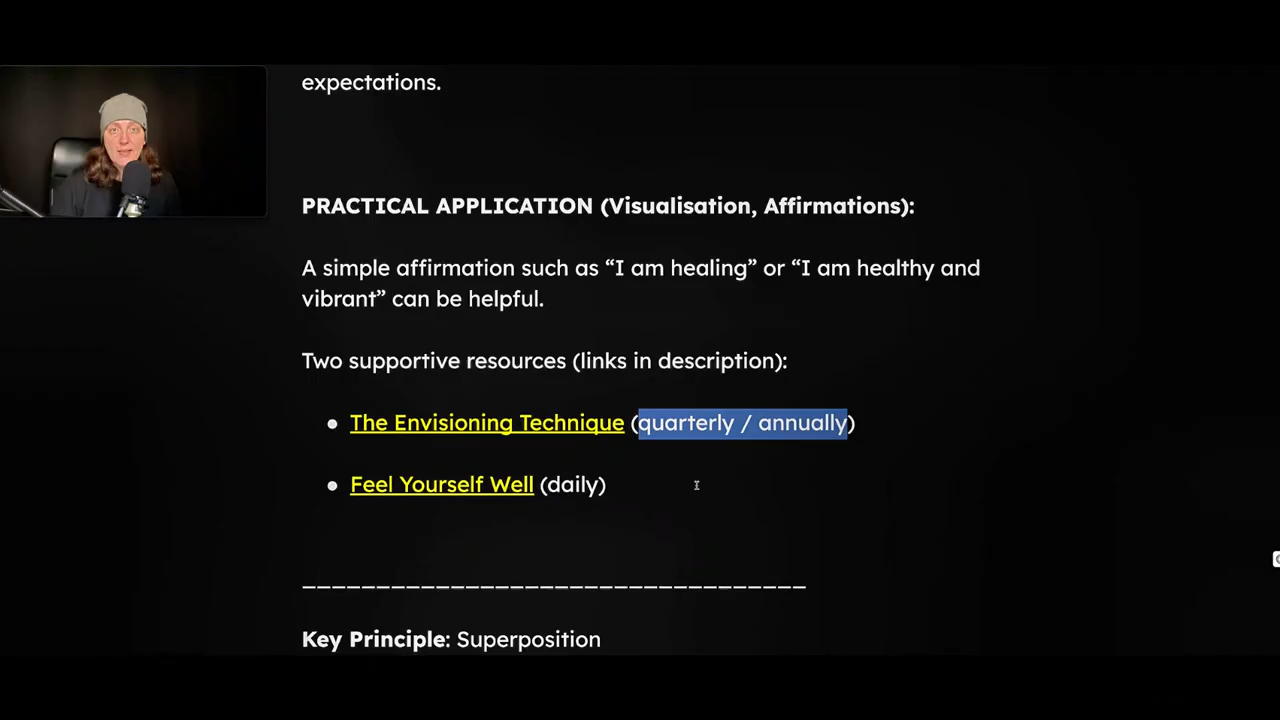 expectations.
PRACTICAL APPLICATION (Visualisation, Affirmations):
A simple affirmation such as “I am healing” or “I am healthy and
vibrant” can be helpful.
Two supportive resources (links in description):
● The Envisioning Technique (quarterly / annually)
● Feel Yourself Well (daily)
_________________________________
Key Principle: Superposition